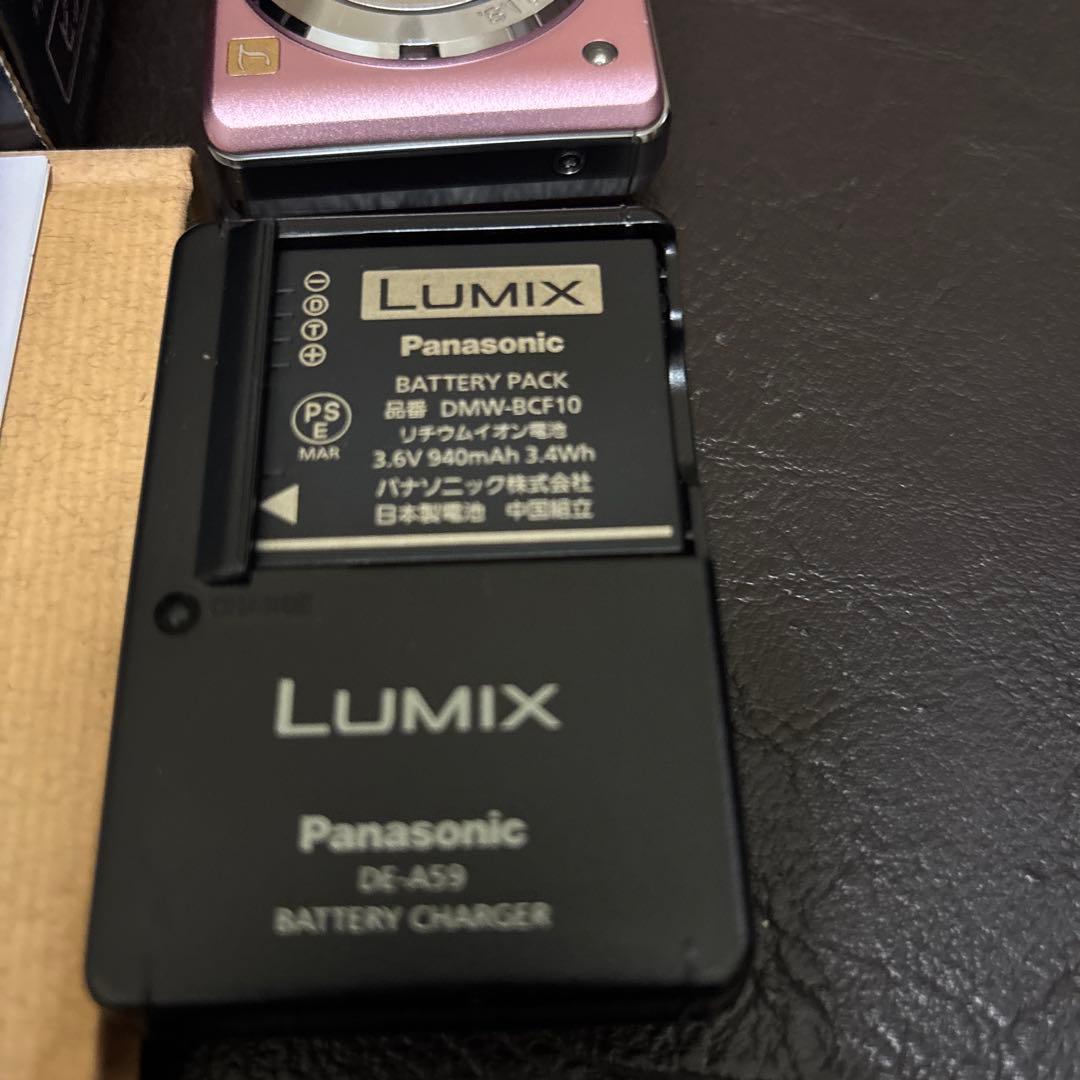 LUMIX
Panasonic
BATTERY PACK
品番 DMW-BCF10
リチウムイオン電池
3.6V 940mAh 3.4Wh
パナソニック株式会社
日本製電池 中国組立
D
T
PS
E
MAR
LUMIX
Panasonic
DE-A59
BATTERY CHARGER